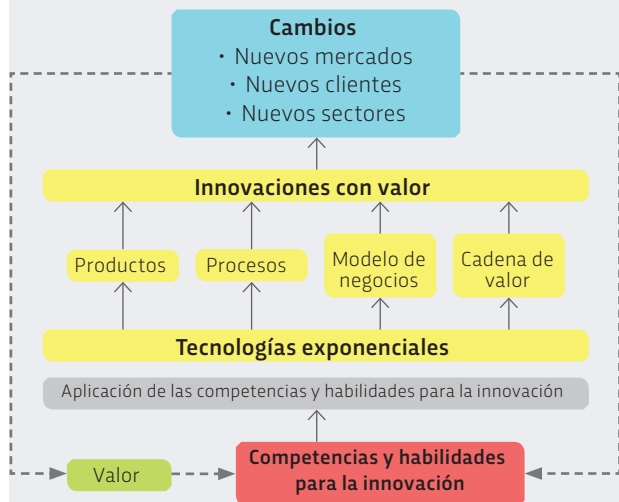 Cambios
• Nuevos mercados
• Nuevos clientes
• Nuevos sectores
Innovaciones con valor
Productos
Procesos
Modelo de
negocios
Cadena de
valor
Tecnologías exponenciales
Aplicación de las competencias y habilidades para la innovación
Valor
Competencias y habilidades
para la innovación